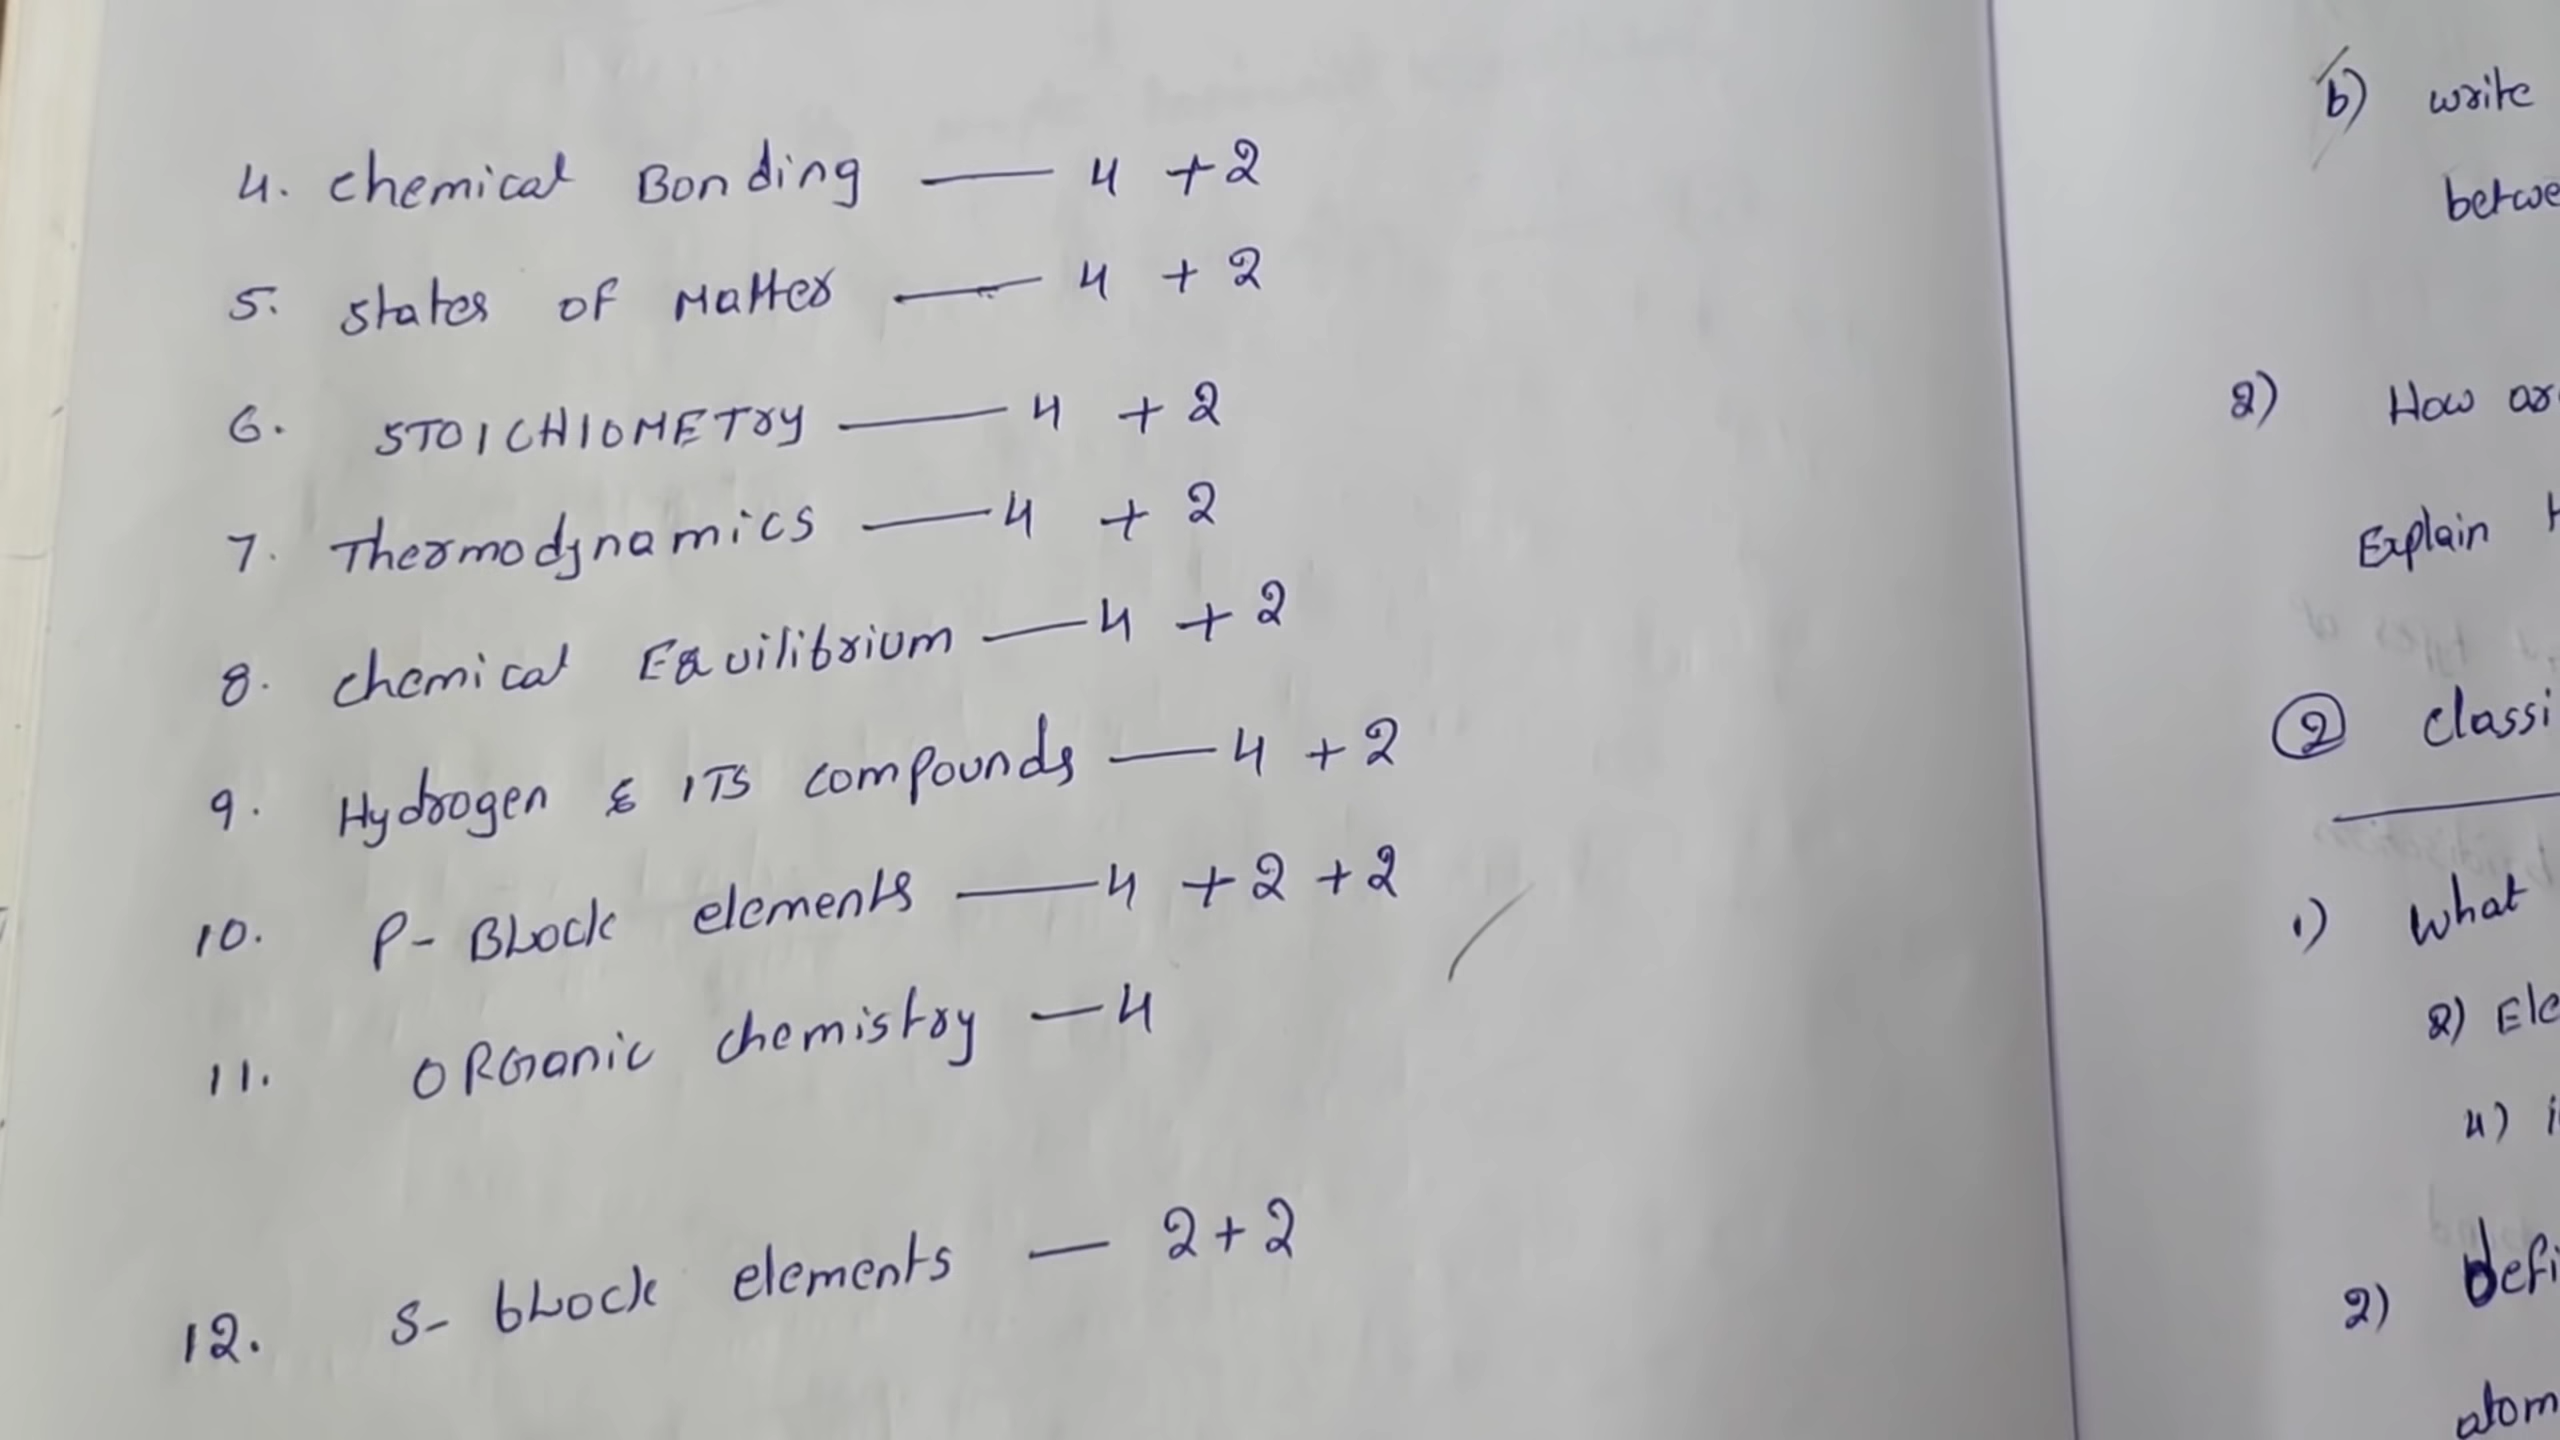 4. chemical Bonding — 4 + 2
5. states of Matter — 4 + 2
6. STOICHIOMETry — 4 + 2
7. Thermodynamics — 4 + 2
8. chemical EQuilibrium — 4 + 2
9. Hydrogen & ITS compounds — 4 + 2
10. P- BLock elements — 4 + 2 + 2
11. ORGanic chemistry — 4
12. S- bLock elements — 2 + 2
b) write
betwe
2) How ar
Explain
2 classi
1) what
2) Ele
4) i
2) defi
atom